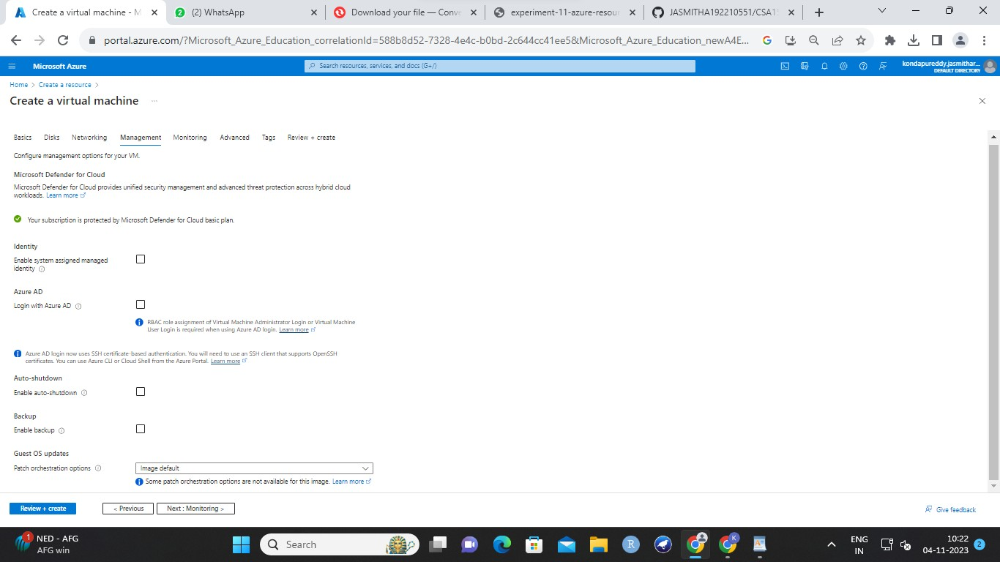 Create a virtual machine - M
(2) WhatsApp
Download your file — Conve
experiment-11-azure-resour
JASMITHA192210551/CSA15
portal.azure.com/?Microsoft_Azure_Education_correlationId=588b8d52-7328-4e4c-b0bd-2c644cc41ee5&Microsoft_Azure_Education_newA4E...
Microsoft Azure
Search resources, services, and docs (G+/)
kondapureddy.jasmithar...
DEFAULT DIRECTORY
Home > Create a resource >
Create a virtual machine ...
Basics Disks Networking Management Monitoring Advanced Tags Review + create
Configure management options for your VM.
Microsoft Defender for Cloud
Microsoft Defender for Cloud provides unified security management and advanced threat protection across hybrid cloud
workloads. Learn more
Your subscription is protected by Microsoft Defender for Cloud basic plan.
Identity
Enable system assigned managed
identity
Azure AD
Login with Azure AD
RBAC role assignment of Virtual Machine Administrator Login or Virtual Machine
User Login is required when using Azure AD login. Learn more
Azure AD login now uses SSH certificate-based authentication. You will need to use an SSH client that supports OpenSSH
certificates. You can use Azure CLI or Cloud Shell from the Azure Portal. Learn more
Auto-shutdown
Enable auto-shutdown
Backup
Enable backup
Guest OS updates
Patch orchestration options
Image default
Some patch orchestration options are not available for this image. Learn more
Review + create
< Previous
Next : Monitoring >
Give feedback
1
NED - AFG
AFG win
Search
R
K
ENG
IN
10:22
04-11-2023
2